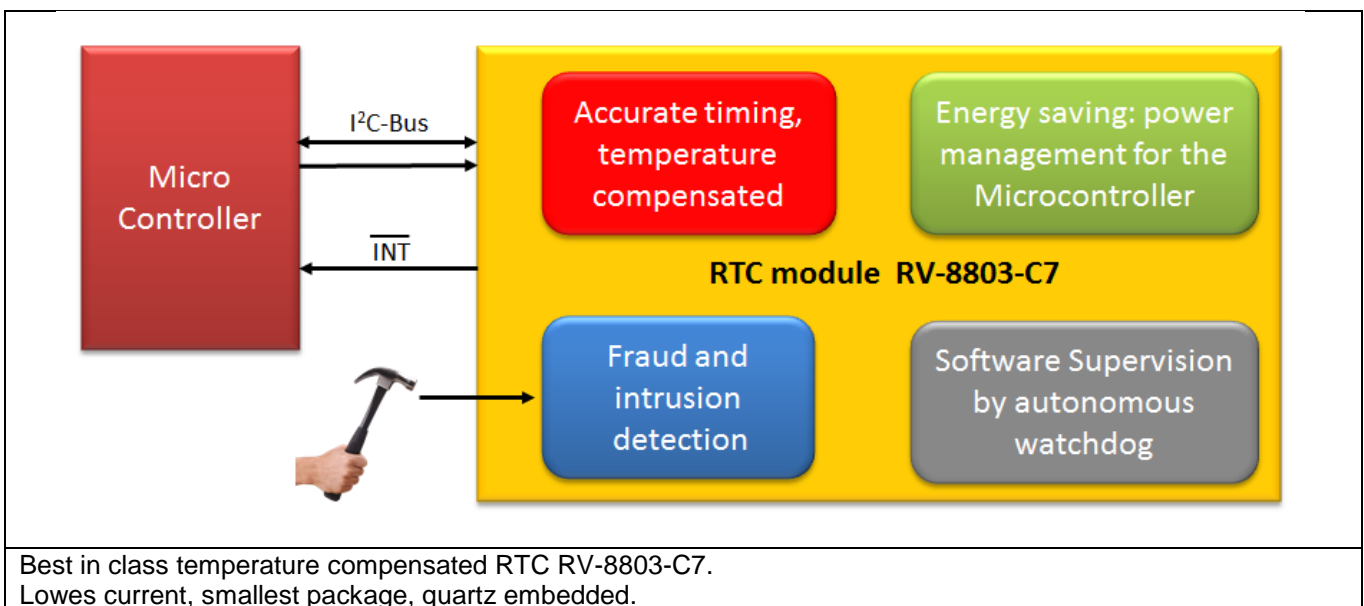 Micro
Controller
I²C-Bus
INT
Accurate timing,
temperature
compensated
Energy saving: power
management for the
Microcontroller
RTC module RV-8803-C7
Fraud and
intrusion
detection
Software Supervision
by autonomous
watchdog
Best in class temperature compensated RTC RV-8803-C7.
Lowes current, smallest package, quartz embedded.